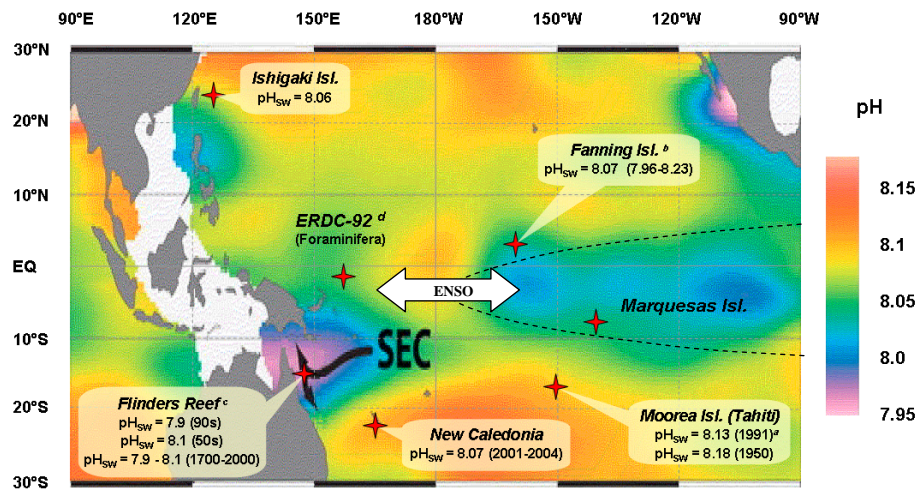 90°E 120°E 150°E 180°W 150°W 120°W 90°W
30°N
20°N
10°N
EQ
10°S
20°S
30°S
Ishigaki Isl.
pHSW = 8.06
Fanning Isl. b
pHSW = 8.07 (7.96-8.23)
ERDC-92 d
(Foraminifera)
ENSO
Marquesas Isl.
SEC
Flinders Reef c
pHSW = 7.9 (90s)
pHSW = 8.1 (50s)
pHSW = 7.9 - 8.1 (1700-2000)
New Caledonia
pHSW = 8.07 (2001-2004)
Moorea Isl. (Tahiti)
pHSW = 8.13 (1991)a
pHSW = 8.18 (1950)
pH
8.15
8.1
8.05
8.0
7.95